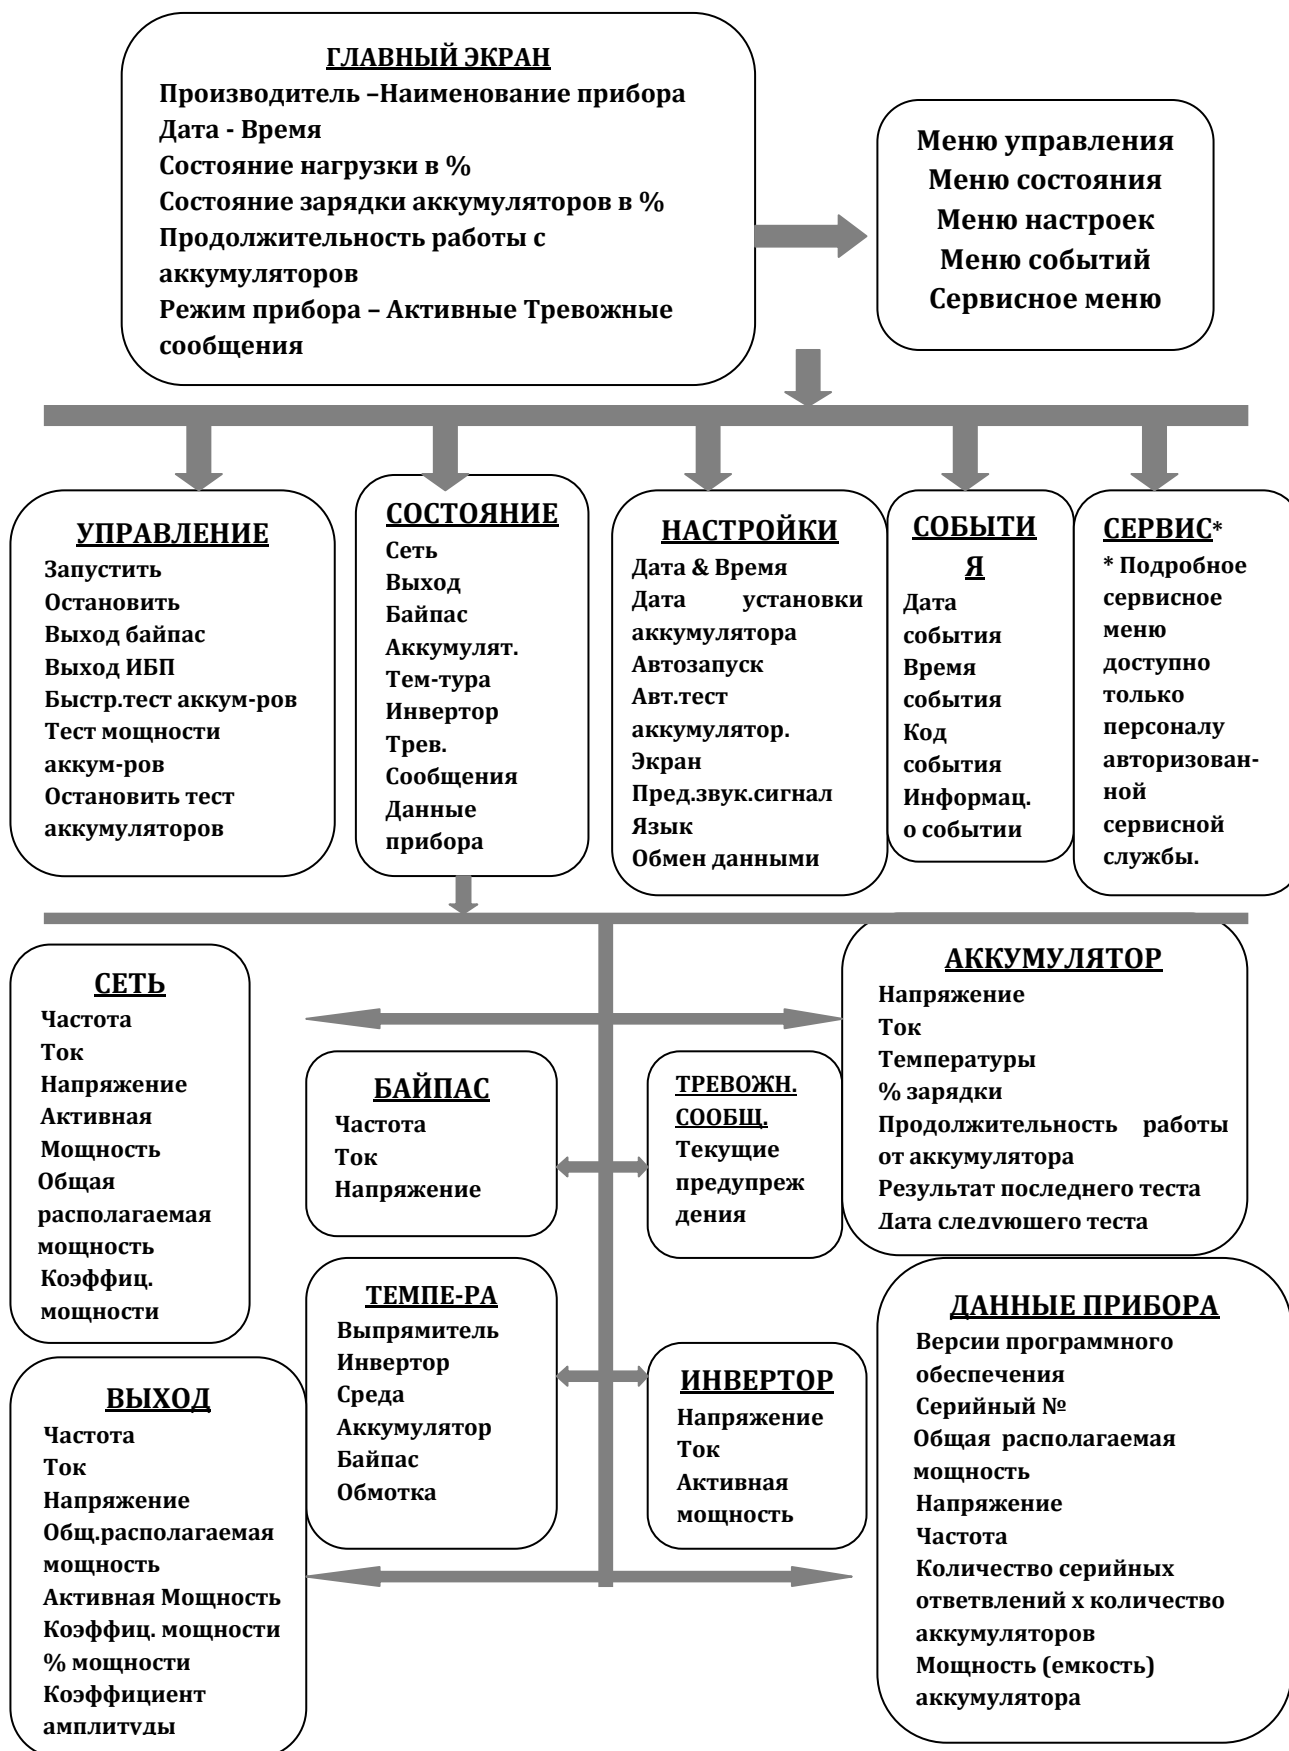 ГЛАВНЫЙ ЭКРАН
Производитель –Наименование прибора
Дата - Время
Состояние нагрузки в %
Состояние зарядки аккумуляторов в %
Продолжительность работы с
аккумуляторов
Режим прибора – Активные Тревожные
сообщения
Меню управления
Меню состояния
Меню настроек
Меню событий
Сервисное меню
УПРАВЛЕНИЕ
Запустить
Остановить
Выход байпас
Выход ИБП
Быстр.тест аккум-ров
Тест мощности
аккум-ров
Остановить тест
аккумуляторов
СОСТОЯНИЕ
Сеть
Выход
Байпас
Аккумулят.
Тем-тура
Инвертор
Трев.
Сообщения
Данные
прибора
НАСТРОЙКИ
Дата & Время
Дата установки
аккумулятора
Автозапуск
Авт.тест
аккумулятор.
Экран
Пред.звук.сигнал
Язык
Обмен данными
СОБЫТИ
Я
Дата
события
Время
события
Код
события
Информац.
о событии
СЕРВИС*
* Подробное
сервисное
меню
доступно
только
персоналу
авторизован-
ной
сервисной
службы.
СЕТЬ
Частота
Ток
Напряжение
Активная
Мощность
Общая
располагаемая
мощность
Коэффиц.
мощности
БАЙПАС
Частота
Ток
Напряжение
ТРЕВОЖН.
СООБЩ.
Текущие
предупреж
дения
АККУМУЛЯТОР
Напряжение
Ток
Температуры
% зарядки
Продолжительность работы
от аккумулятора
Результат последнего теста
Дата следующего теста
ВЫХОД
Частота
Ток
Напряжение
Общ.располагаемая
мощность
Активная Мощность
Коэффиц. мощности
% мощности
Коэффициент
амплитуды
ТЕМПЕ-РА
Выпрямитель
Инвертор
Среда
Аккумулятор
Байпас
Обмотка
ИНВЕРТОР
Напряжение
Ток
Активная
мощность
ДАННЫЕ ПРИБОРА
Версии программного
обеспечения
Серийный №
Общая располагаемая
мощность
Напряжение
Частота
Количество серийных
ответвлений х количество
аккумуляторов
Мощность (емкость)
аккумулятора